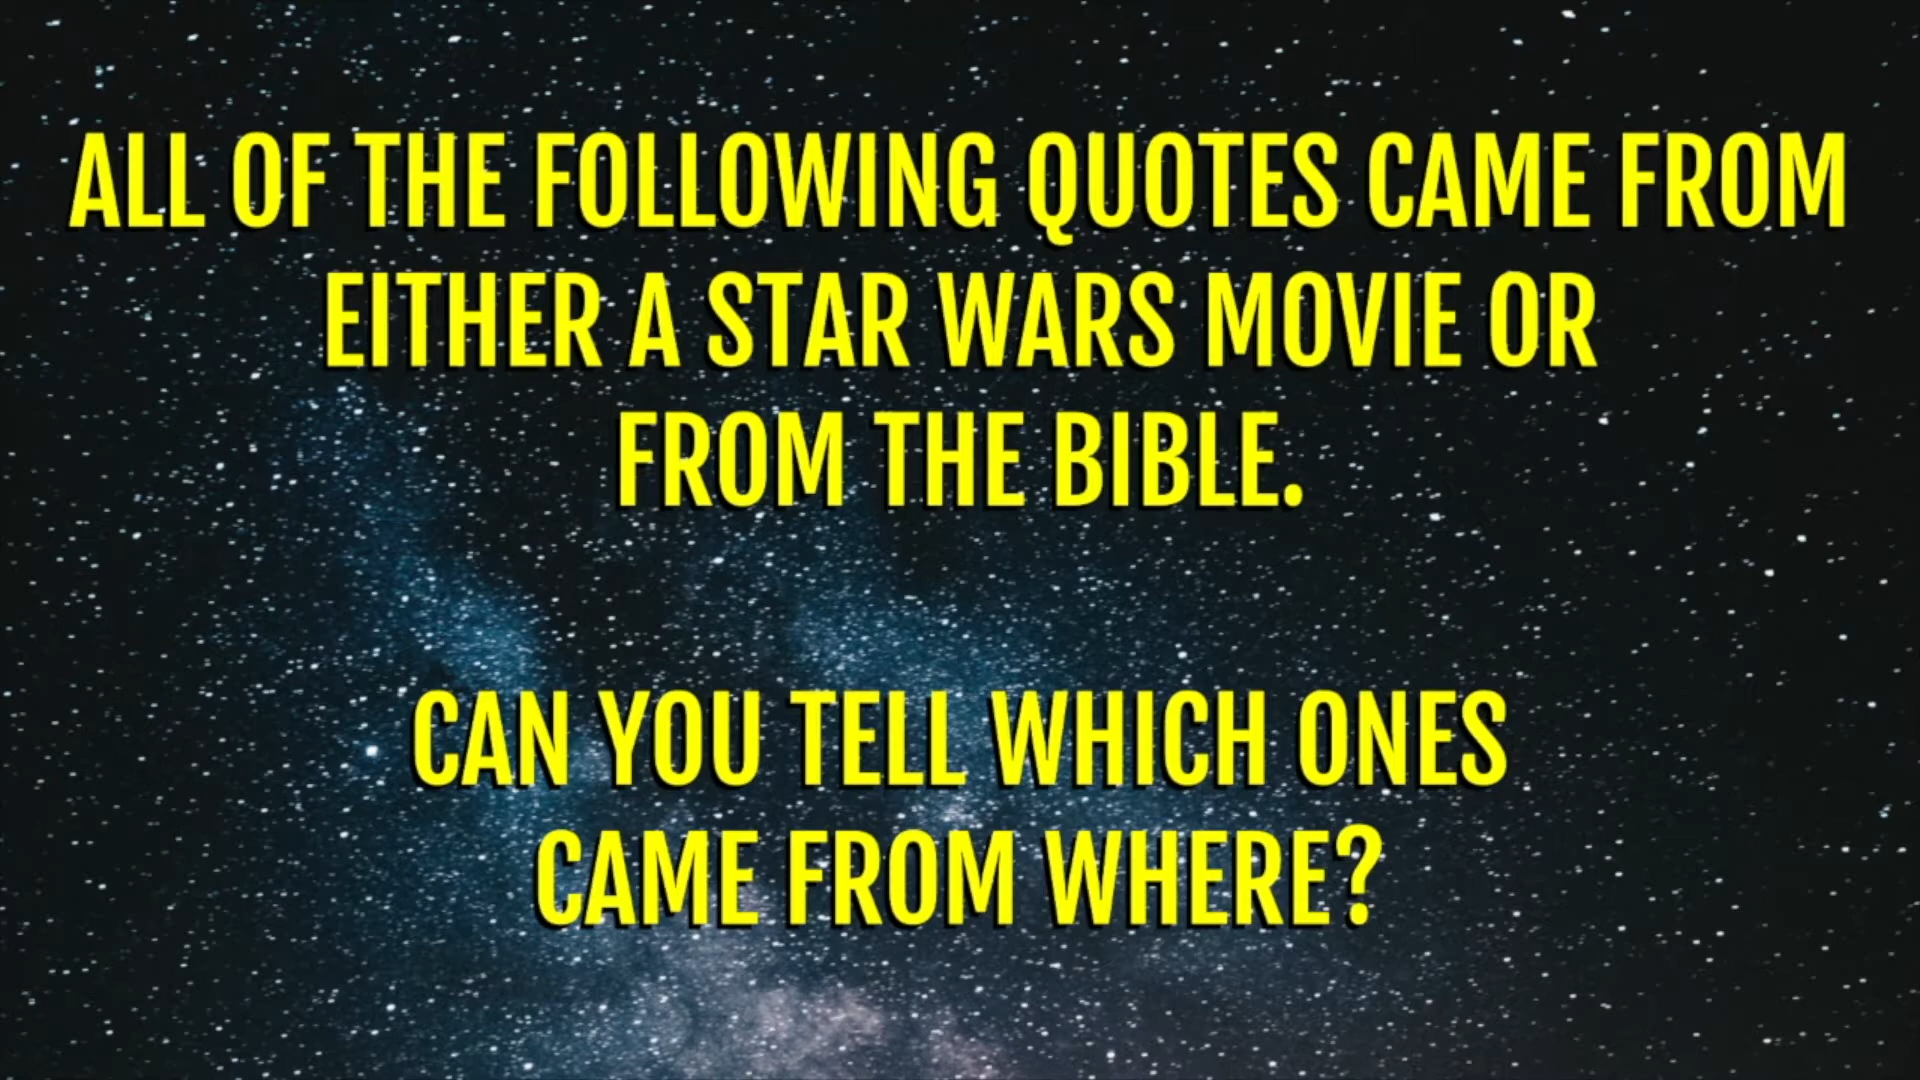 ALL OF THE FOLLOWING QUOTES CAME FROM
EITHER A STAR WARS MOVIE OR
FROM THE BIBLE.
CAN YOU TELL WHICH ONES
CAME FROM WHERE?